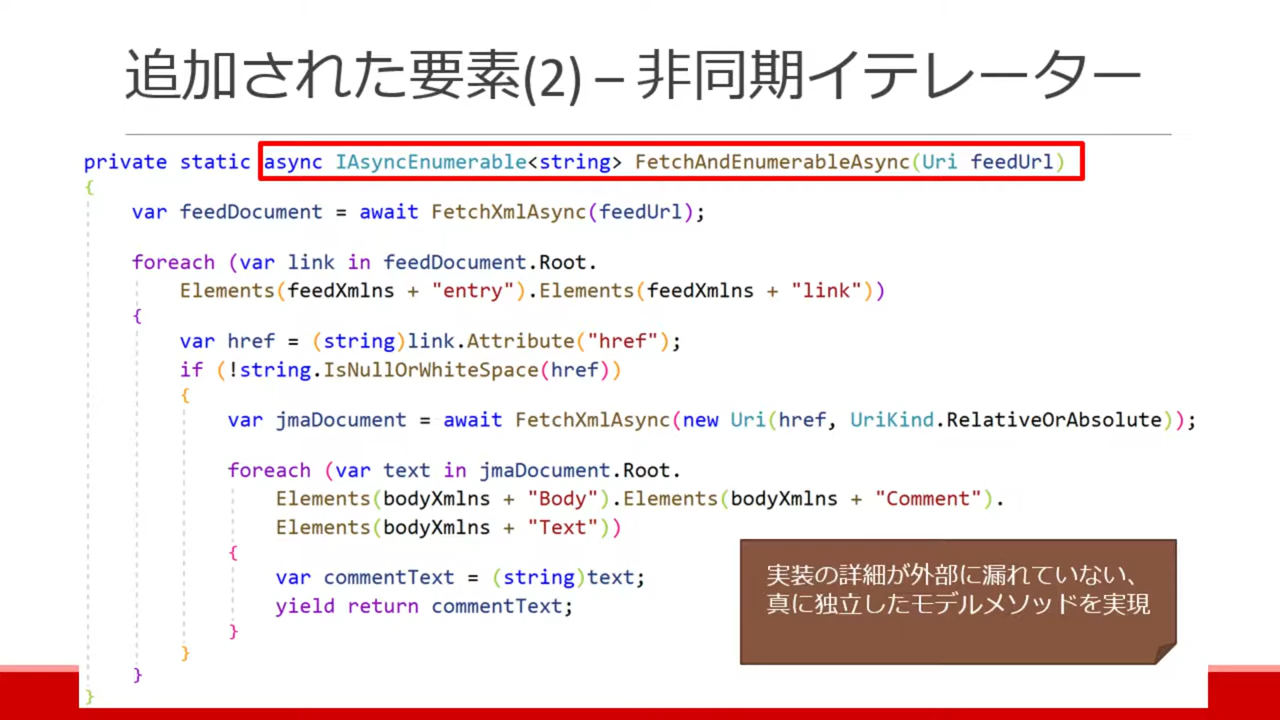 追加された要素(2) – 非同期イテレーター
private static async IAsyncEnumerable<string> FetchAndEnumerableAsync(Uri feedUrl)
{
var feedDocument = await FetchXmlAsync(feedUrl);
foreach (var link in feedDocument.Root.
Elements(feedXmlns + "entry").Elements(feedXmlns + "link"))
{
var href = (string)link.Attribute("href");
if (!string.IsNullOrWhiteSpace(href))
{
var jmaDocument = await FetchXmlAsync(new Uri(href, UriKind.RelativeOrAbsolute));
foreach (var text in jmaDocument.Root.
Elements(bodyXmlns + "Body").Elements(bodyXmlns + "Comment").
Elements(bodyXmlns + "Text"))
{
var commentText = (string)text;
yield return commentText;
}
}
}
}
実装の詳細が外部に漏れていない、
真に独立したモデルメソッドを実現